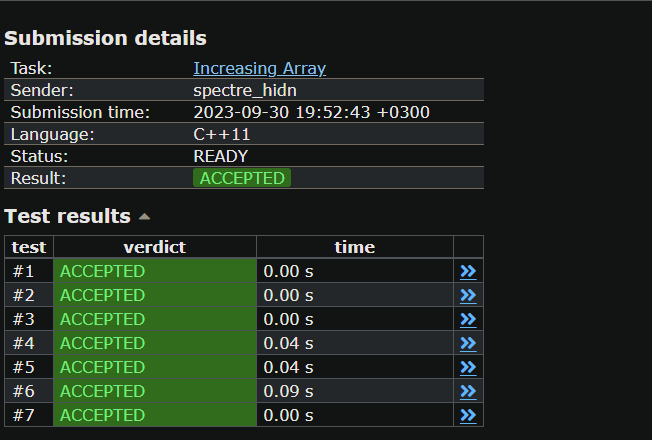 Submission details
Task: Increasing Array
Sender: spectre_hidn
Submission time: 2023-09-30 19:52:43 +0300
Language: C++11
Status: READY
Result: ACCEPTED
Test results
test verdict time
#1 ACCEPTED 0.00 s
#2 ACCEPTED 0.00 s
#3 ACCEPTED 0.00 s
#4 ACCEPTED 0.04 s
#5 ACCEPTED 0.04 s
#6 ACCEPTED 0.09 s
#7 ACCEPTED 0.00 s